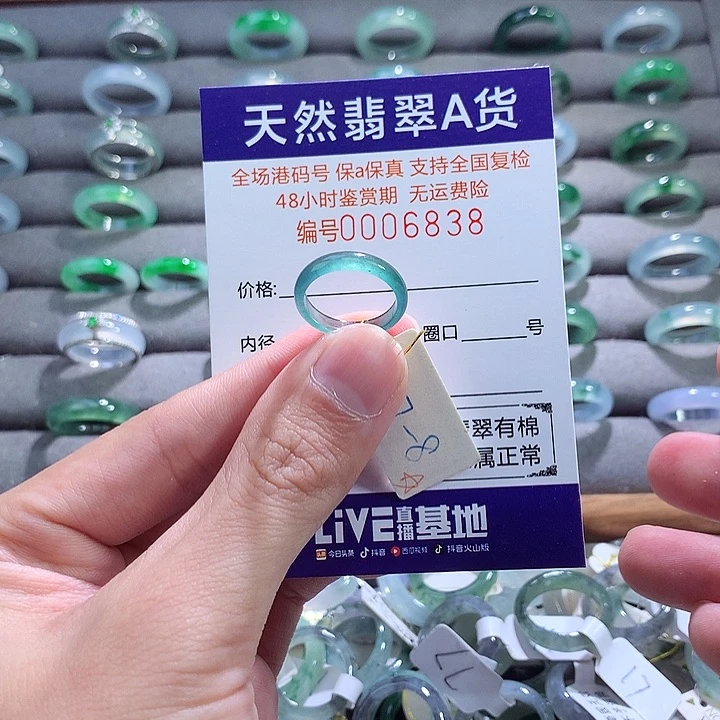 天然翡翠A货
全场港码号 保a保真 支持全国复检
48小时鉴赏期 无运费险
编号0006838
价格:
内径 圈口 号
翠有棉
属正常
LiVE直播基地
今日头条 抖音 西瓜视频 抖音火山版
8
17